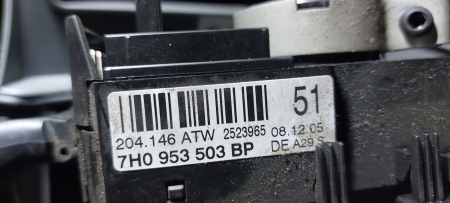 51
204.146 ATW 2523965 08.12.05
7H0 953 503 BP DE A29 S